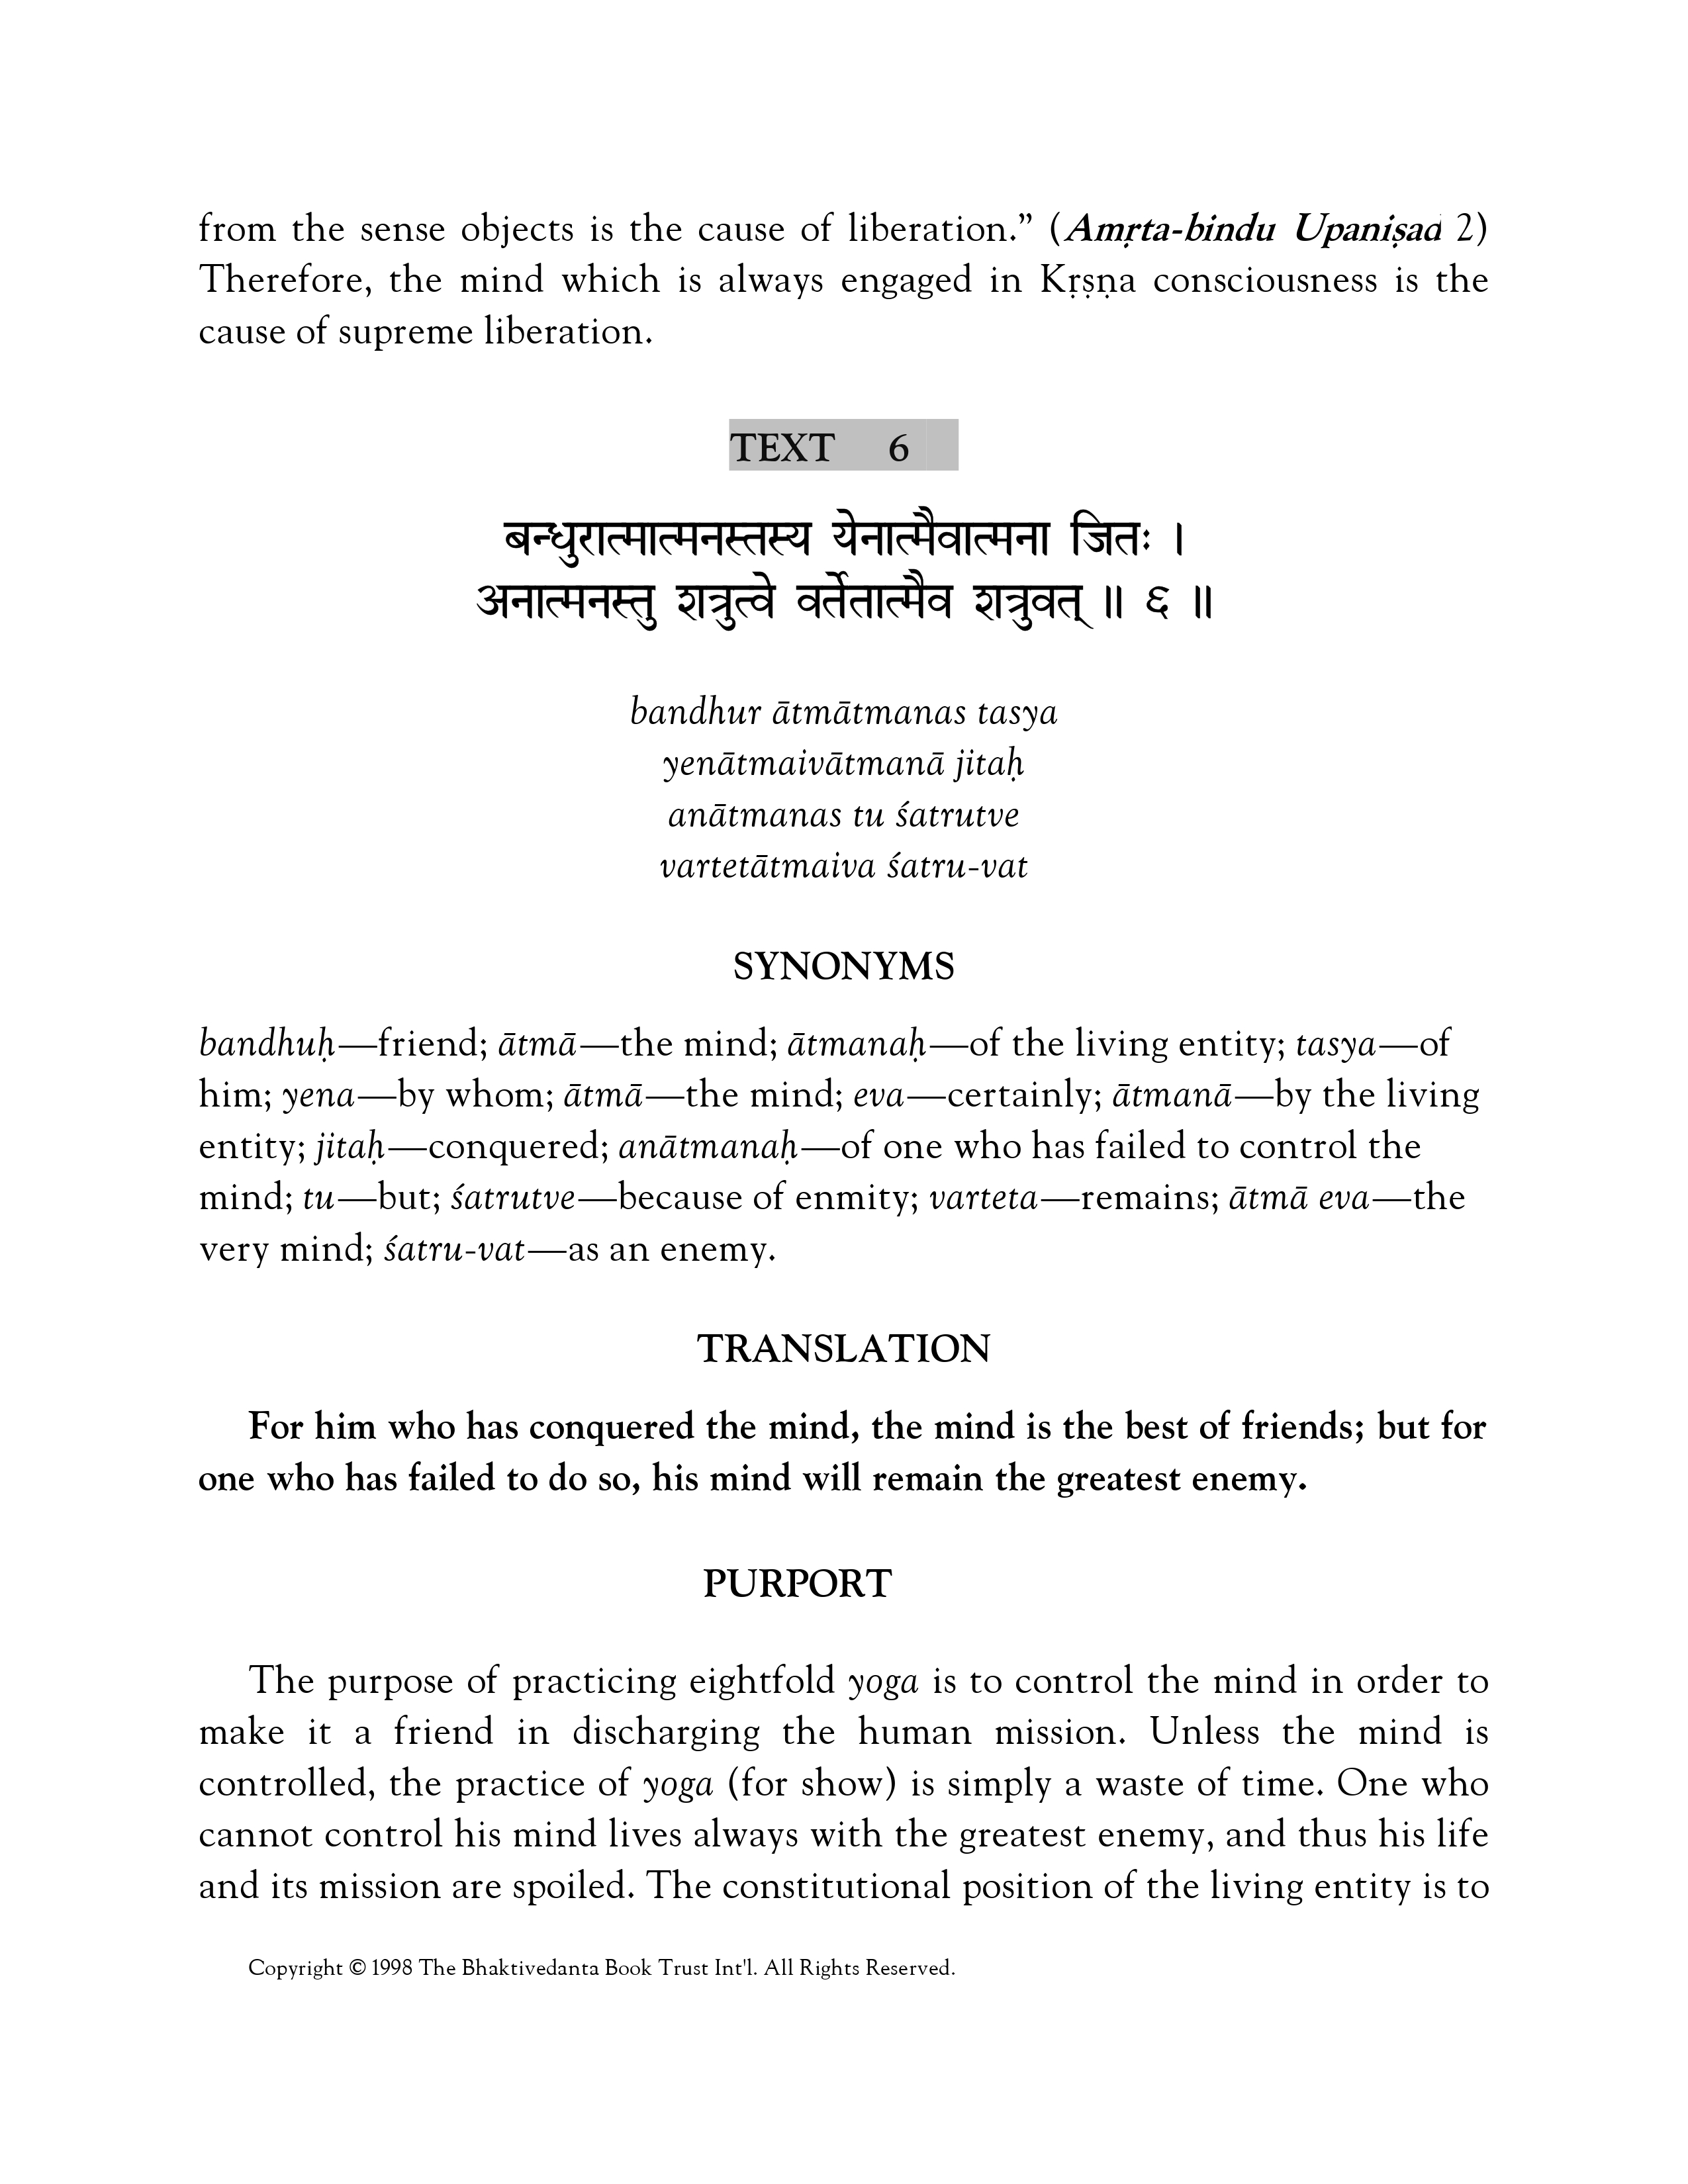 from the sense objects is the cause of liberation.” (Amṛta-bindu Upaniṣad 2)
Therefore, the mind which is always engaged in Kṛṣṇa consciousness is the
cause of supreme liberation.
TEXT 6
बन्धुरात्मात्मनस्तस्य येनात्मैवात्मना जितः ।
अनात्मनस्तु शत्रुत्वे वर्तेतात्मैव शत्रुवत् ॥ ६ ॥
bandhur ātmātmanas tasya
yenātmaivātmanā jitaḥ
anātmanas tu śatrutve
vartetātmaiva śatru-vat
SYNONYMS
bandhuḥ—friend; ātmā—the mind; ātmanaḥ—of the living entity; tasya—of
him; yena—by whom; ātmā—the mind; eva—certainly; ātmanā—by the living
entity; jitaḥ—conquered; anātmanaḥ—of one who has failed to control the
mind; tu—but; śatrutve—because of enmity; varteta—remains; ātmā eva—the
very mind; śatru-vat—as an enemy.
TRANSLATION
For him who has conquered the mind, the mind is the best of friends; but for
one who has failed to do so, his mind will remain the greatest enemy.
PURPORT
The purpose of practicing eightfold yoga is to control the mind in order to
make it a friend in discharging the human mission. Unless the mind is
controlled, the practice of yoga (for show) is simply a waste of time. One who
cannot control his mind lives always with the greatest enemy, and thus his life
and its mission are spoiled. The constitutional position of the living entity is to
Copyright © 1998 The Bhaktivedanta Book Trust Int'l. All Rights Reserved.